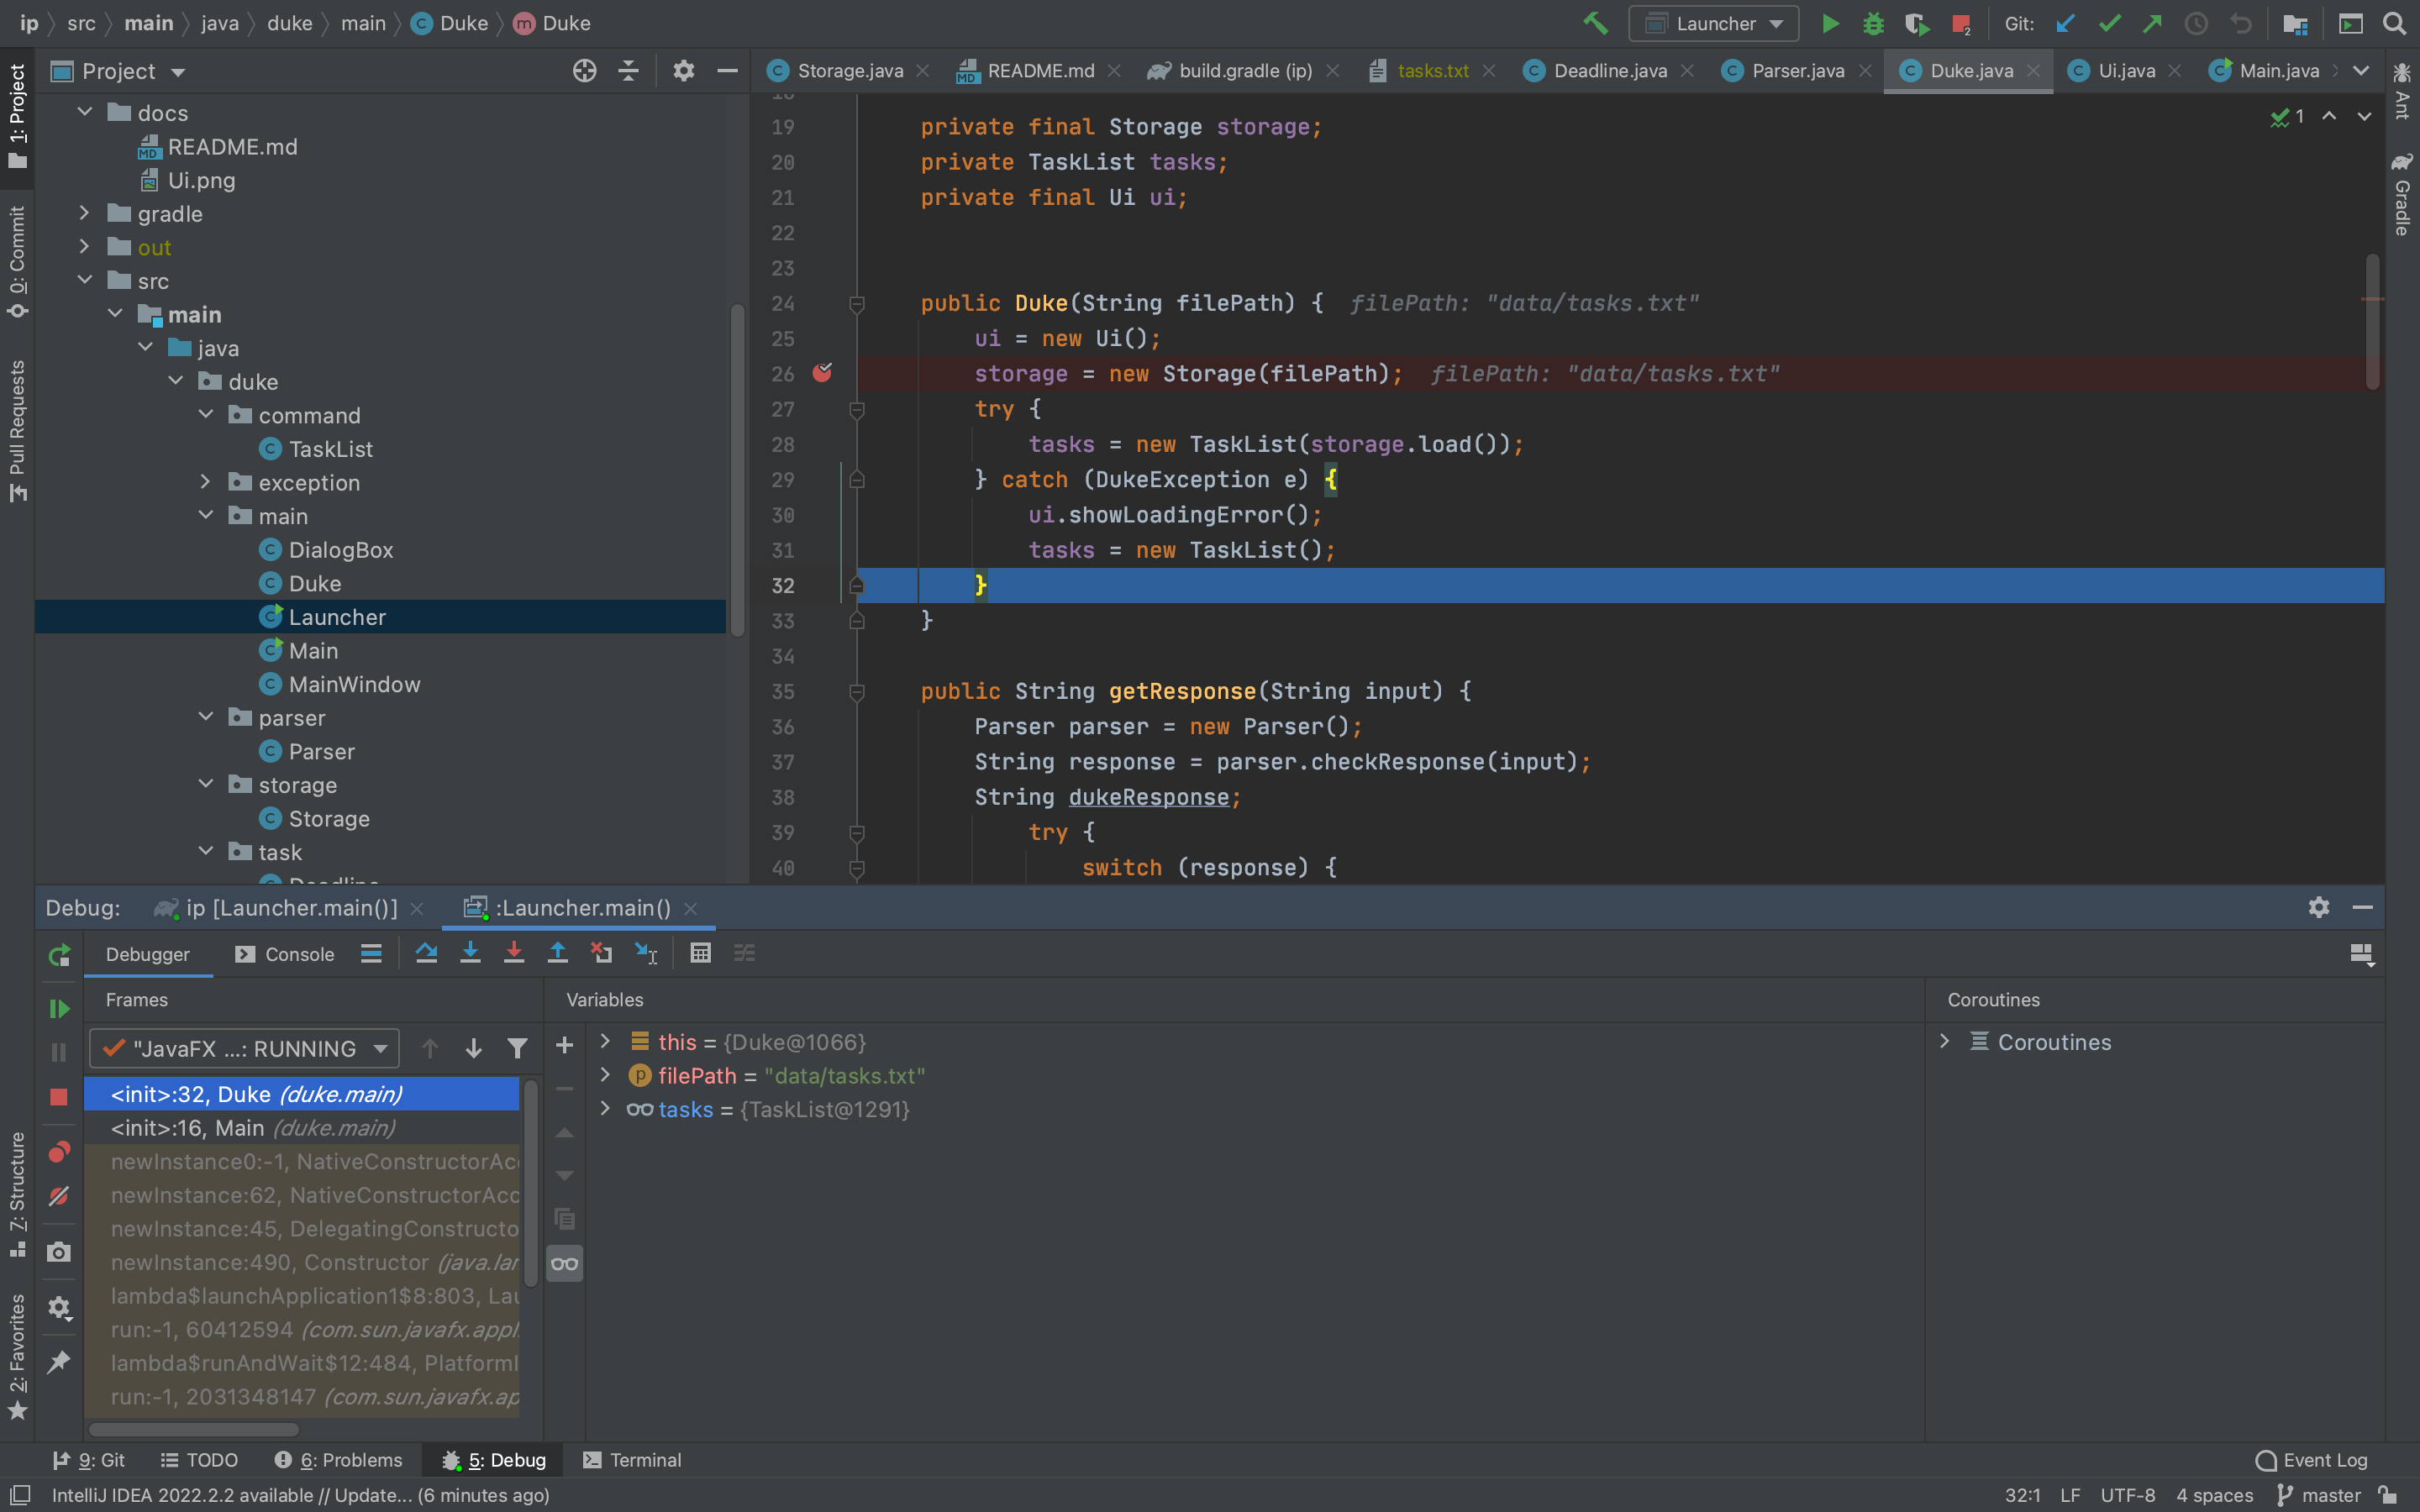 ip src main java duke main Duke Duke
Launcher Git:
Project
Storage.java README.md build.gradle (ip) tasks.txt Deadline.java Parser.java Duke.java Ui.java Main.java
1: Project
0: Commit
Pull Requests
7: Structure
2: Favorites
Ant
Gradle
docs
README.md
Ui.png
gradle
out
src
main
java
duke
command
TaskList
exception
main
DialogBox
Duke
Launcher
Main
MainWindow
parser
Parser
storage
Storage
task
1
19 private final Storage storage;
20 private TaskList tasks;
21 private final Ui ui;
22
23
24 public Duke(String filePath) { filePath: "data/tasks.txt"
25 ui = new Ui();
26 storage = new Storage(filePath); filePath: "data/tasks.txt"
27 try {
28 tasks = new TaskList(storage.load());
29 } catch (DukeException e) {
30 ui.showLoadingError();
31 tasks = new TaskList();
32 }
33 }
34
35 public String getResponse(String input) {
36 Parser parser = new Parser();
37 String response = parser.checkResponse(input);
38 String dukeResponse;
39 try {
40 switch (response) {
Debug: ip [Launcher.main()] :Launcher.main()
Debugger Console
Frames Variables Coroutines
"JavaFX ...: RUNNING
<init>:32, Duke (duke.main)
<init>:16, Main (duke.main)
newInstance0:-1, NativeConstructorAcc
newInstance:62, NativeConstructorAcc
newInstance:45, DelegatingConstructo
newInstance:490, Constructor (java.lan
lambda$launchApplication1$8:803, Lau
run:-1, 60412594 (com.sun.javafx.appl
lambda$runAndWait$12:484, PlatformI
run:-1, 2031348147 (com.sun.javafx.ap
this = {Duke@1066}
filePath = "data/tasks.txt"
tasks = {TaskList@1291}
Coroutines
9: Git TODO 6: Problems 5: Debug Terminal Event Log
IntelliJ IDEA 2022.2.2 available // Update... (6 minutes ago) 32:1 LF UTF-8 4 spaces master